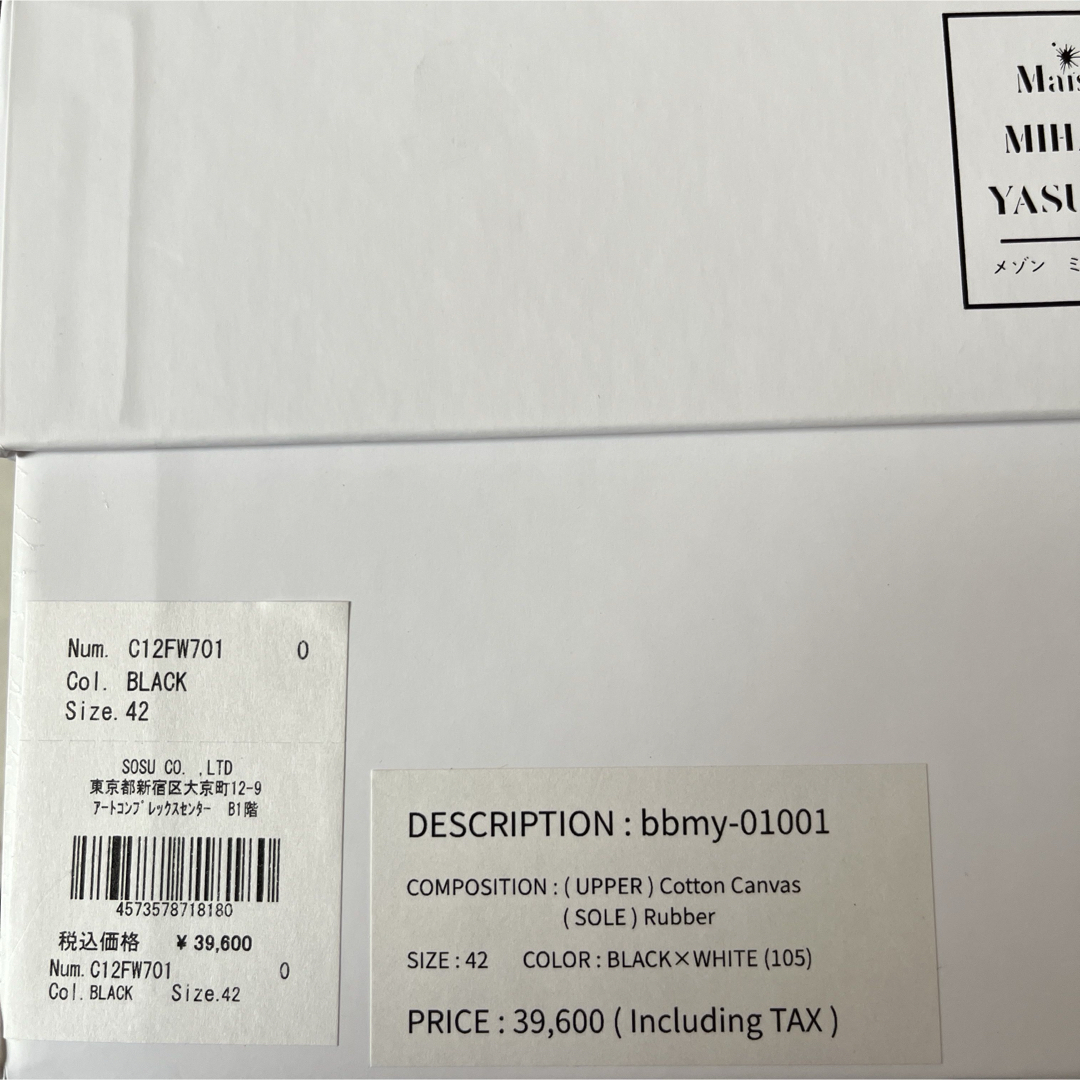 メゾン
Num. C12FW701 0
Col. BLACK
Size. 42
SOSU CO. ,LTD
東京都新宿区大京町12-9
アートコンプレックスセンター B1階
4573578718180
税込価格 ¥ 39,600
Num. C12FW701 0
Col. BLACK Size. 42
DESCRIPTION : bbmy-01001
COMPOSITION : ( UPPER ) Cotton Canvas
( SOLE ) Rubber
SIZE : 42 COLOR : BLACK×WHITE (105)
PRICE : 39,600 ( Including TAX )